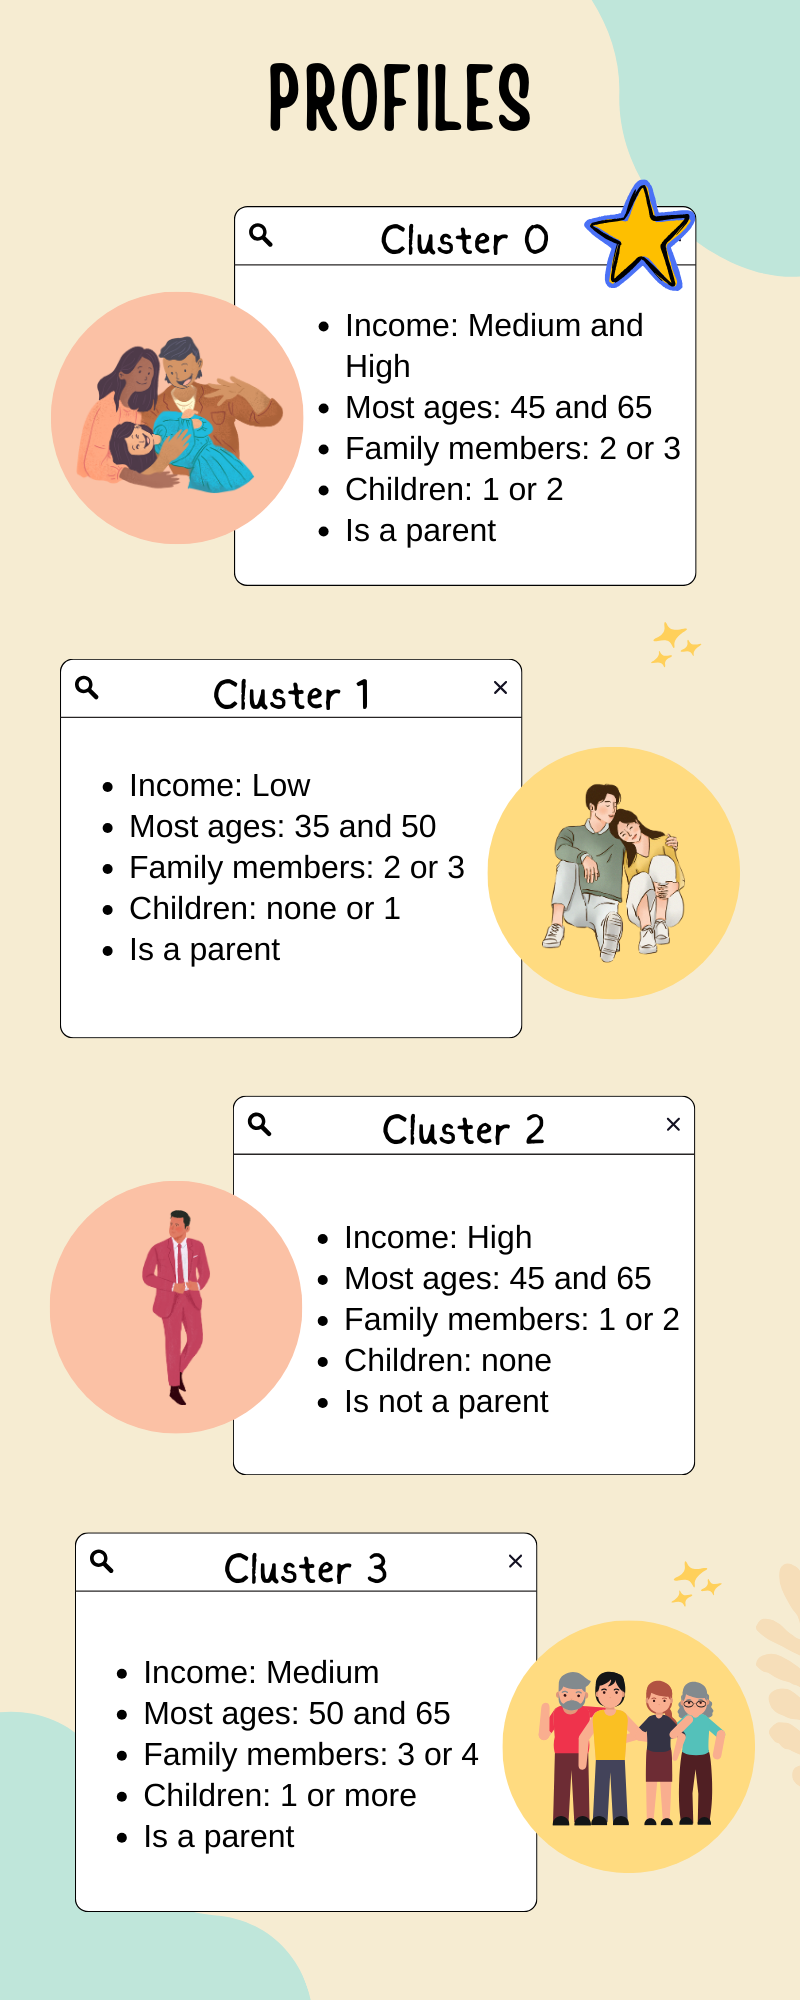 PROFILES
Cluster 0
• Income: Medium and
High
• Most ages: 45 and 65
• Family members: 2 or 3
• Children: 1 or 2
• Is a parent
Cluster 1
• Income: Low
• Most ages: 35 and 50
• Family members: 2 or 3
• Children: none or 1
• Is a parent
Cluster 2
• Income: High
• Most ages: 45 and 65
• Family members: 1 or 2
• Children: none
• Is not a parent
Cluster 3
• Income: Medium
• Most ages: 50 and 65
• Family members: 3 or 4
• Children: 1 or more
• Is a parent